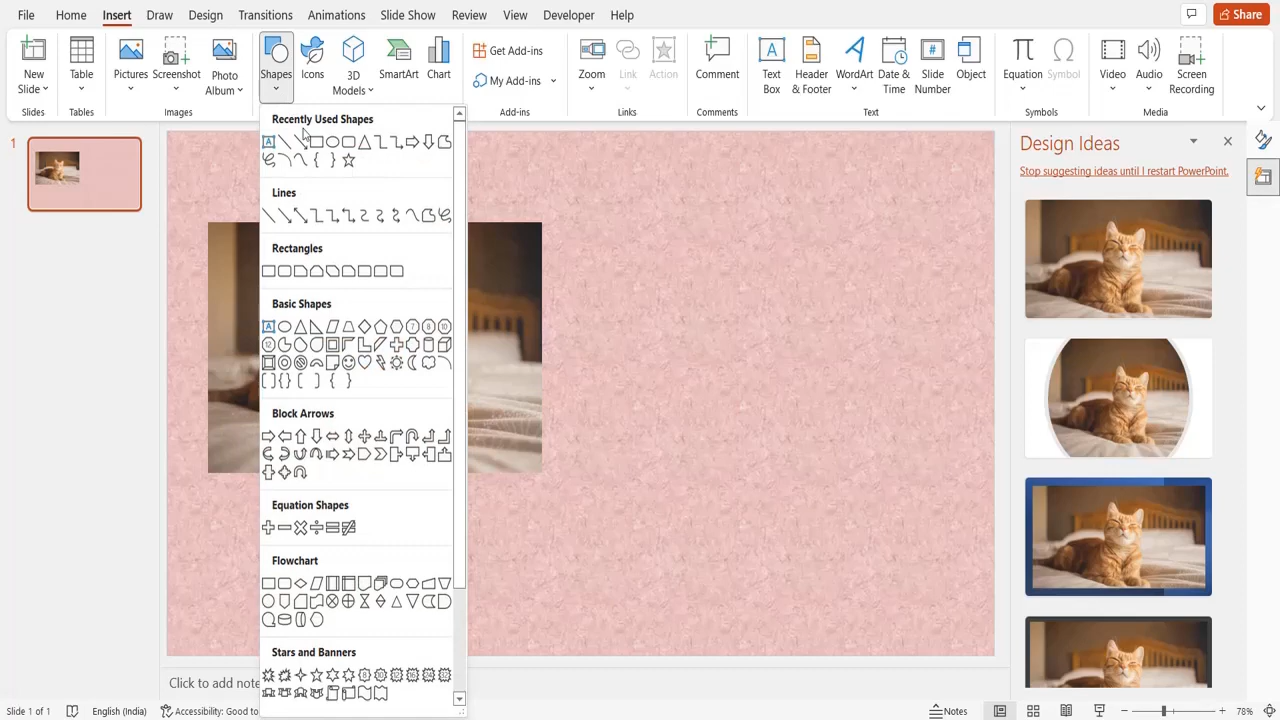 File Home Insert Draw Design Transitions Animations Slide Show Review View Developer Help Share
New Slide
Table
Pictures
Screenshot
Photo Album
Shapes
Icons
3D Models
SmartArt
Chart
Get Add-ins
My Add-ins
Zoom
Link
Action
Comment
Text Box
Header & Footer
WordArt
Date & Time
Slide Number
Object
Equation
Symbol
Video
Audio
Screen Recording
Slides Tables Images Add-ins Links Comments Text Symbols Media
Recently Used Shapes
Lines
Rectangles
Basic Shapes
Block Arrows
Equation Shapes
Flowchart
Stars and Banners
1
Design Ideas
Stop suggesting ideas until I restart PowerPoint.
Click to add note
Slide 1 of 1 English (India) Accessibility: Good to Notes 78%